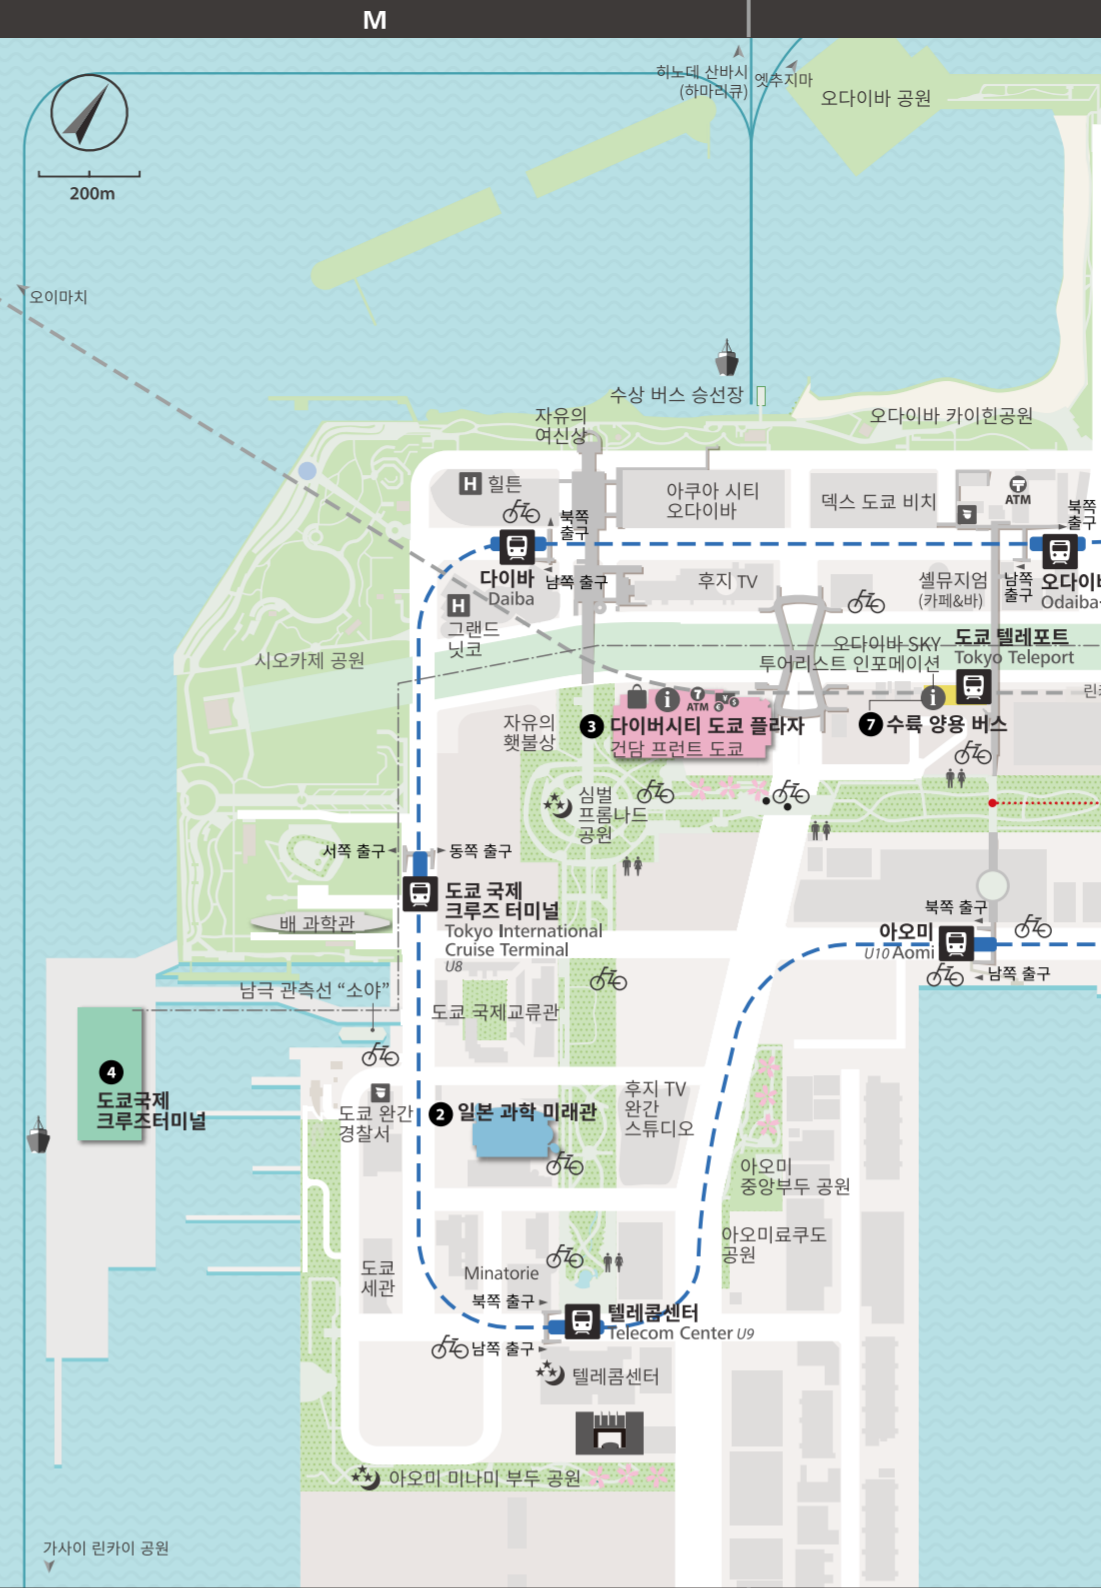 M
히노데 산바시
(하마리큐)
엣추지마
오다이바 공원
200m
오이마치
수상 버스 승선장
자유의
여신상
오다이바 카이힌공원
H 힐튼
아쿠아 시티
오다이바
덱스 도쿄 비치
ATM
북쪽
출구
북쪽
출구
다이바
Daiba
남쪽 출구
후지 TV
셸뮤지엄
(카페&바)
남쪽
출구
Odaiba-
H
그랜드
닛코
시오카제 공원
오다이바 SKY
투어리스트 인포메이션
도쿄 텔레포트
Tokyo Teleport
i
ATM
i
자유의
횃불상
3 다이버시티 도쿄 플라자
건담 프런트 도쿄
7 수륙 양용 버스
심벌
프롬나드
공원
서쪽 출구
동쪽 출구
도쿄 국제
크루즈 터미널
Tokyo International
Cruise Terminal
U8
배 과학관
북쪽 출구
아오미
U10 Aomi
남쪽 출구
남극 관측선 “소야”
도쿄 국제교류관
4
도쿄국제
크루즈터미널
도쿄 완간
경찰서
2 일본 과학 미래관
후지 TV
완간
스튜디오
아오미
중앙부두 공원
아오미료쿠도
공원
도쿄
세관
Minatorie
북쪽 출구
텔레콤센터
Telecom Center U9
남쪽 출구
텔레콤센터
아오미 미나미 부두 공원
가사이 린카이 공원